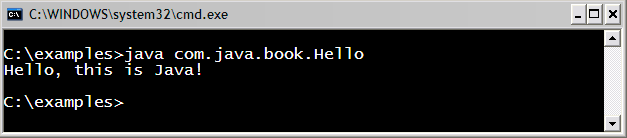 C:\WINDOWS\system32\cmd.exe
C:\examples>java com.java.book.Hello
Hello, this is Java!
C:\examples>